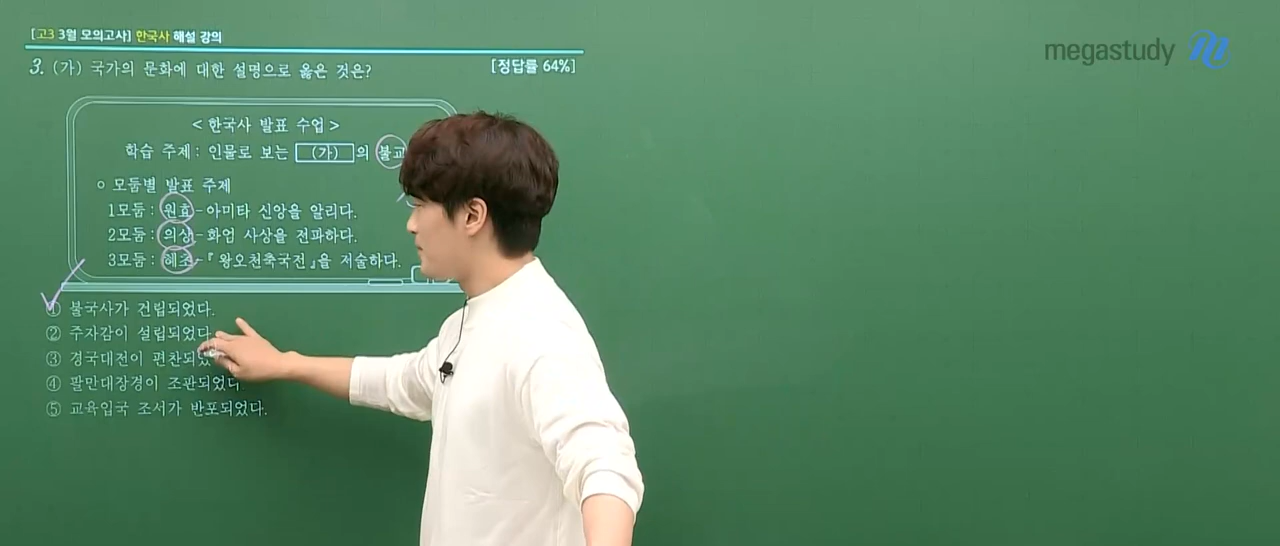 [고3 3월 모의고사] 한국사 해설 강의
megastudy
3. (가) 국가의 문화에 대한 설명으로 옳은 것은?
[정답률 64%]
< 한국사 발표 수업 >
학습 주제 : 인물로 보는 (가) 의 불교
○ 모둠별 발표 주제
1모둠 : 원효 - 아미타 신앙을 알리다.
2모둠 : 의상 - 화엄 사상을 전파하다.
3모둠 : 혜초 - 『왕오천축국전』을 저술하다.
① 불국사가 건립되었다.
② 주자감이 설립되었다
③ 경국대전이 편찬되었
④ 팔만대장경이 조판되었다
⑤ 교육입국 조서가 반포되었다.